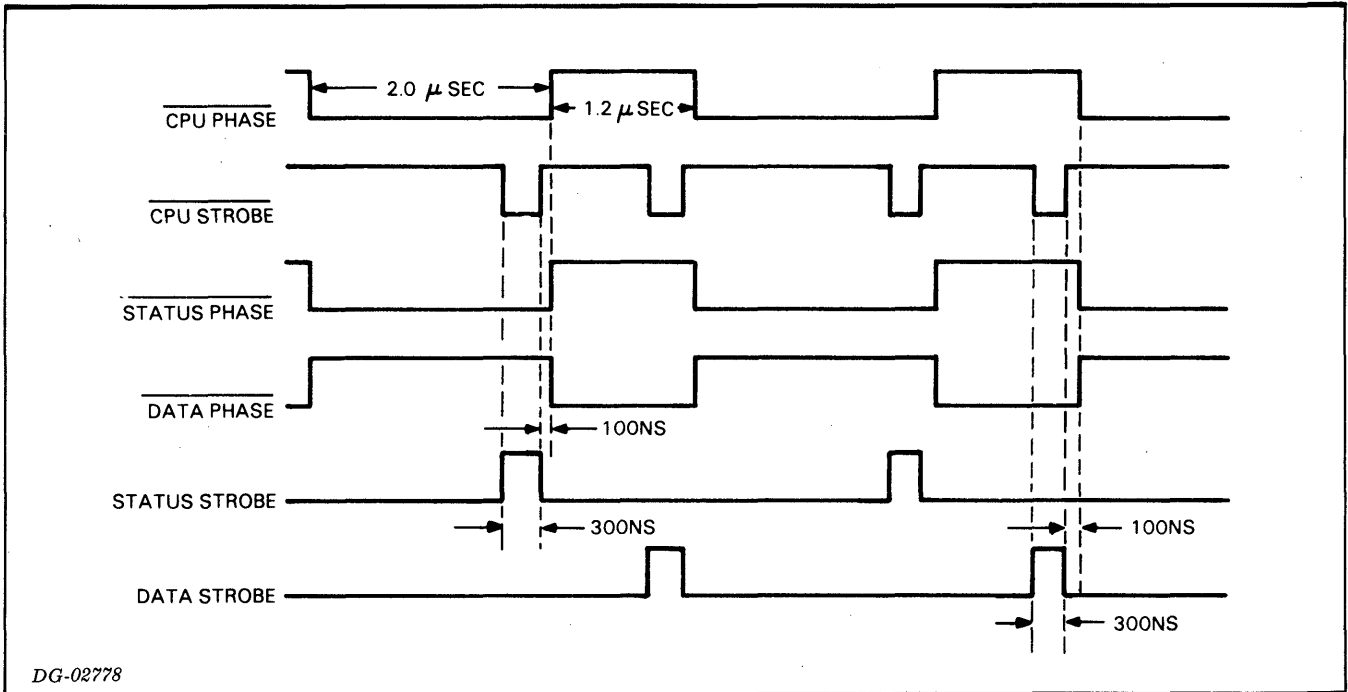 2.0 μ SEC
1.2 μ SEC
CPU PHASE
CPU STROBE
STATUS PHASE
DATA PHASE
100NS
STATUS STROBE
300NS
100NS
DATA STROBE
300NS
DG-02778